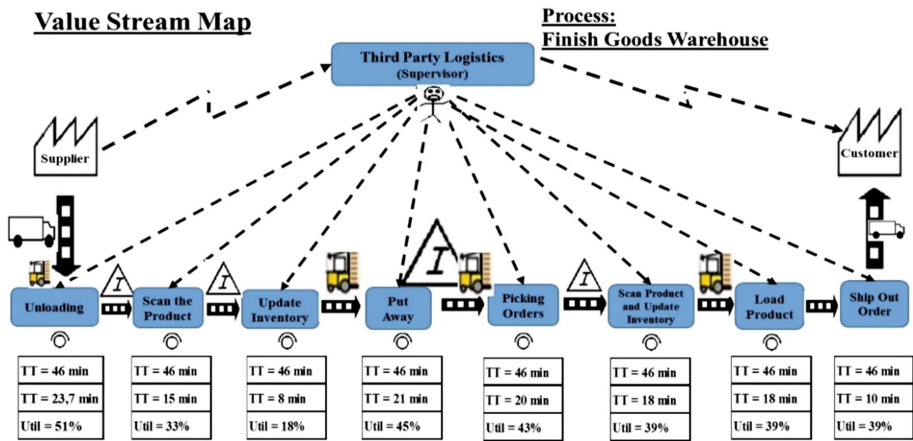 Value Stream Map
Process:
Finish Goods Warehouse
Third Party Logistics
(Supervisor)
Supplier
Customer
I
I
I
I
Unloading
Scan the
Product
Update
Inventory
Put
Away
Picking
Orders
Scan Product
and Update
Inventory
Load
Product
Ship Out
Order
TT = 46 min
TT = 23,7 min
Util = 51%
TT = 46 min
TT = 15 min
Util = 33%
TT = 46 min
TT = 8 min
Util = 18%
TT = 46 min
TT = 21 min
Util = 45%
TT = 46 min
TT = 20 min
Util = 43%
TT = 46 min
TT = 18 min
Util = 39%
TT = 46 min
TT = 18 min
Util = 39%
TT = 46 min
TT = 10 min
Util = 39%